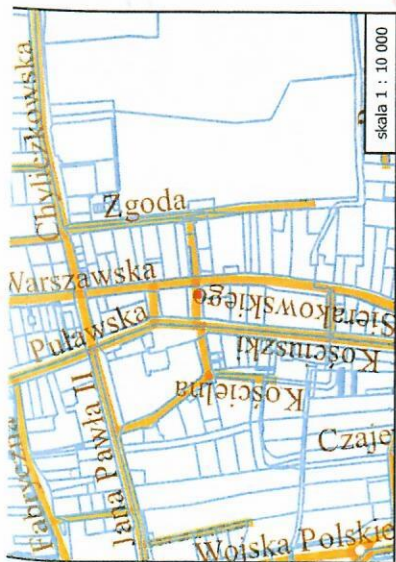 Chyliczkowska
Zgoda
Warszawska
Puławska
Sierakowskiego
Kościuszki
Kościelna
Jana Pawła II
Fabryczna
Czaje
Wojska Polskie
skala 1 : 10 000